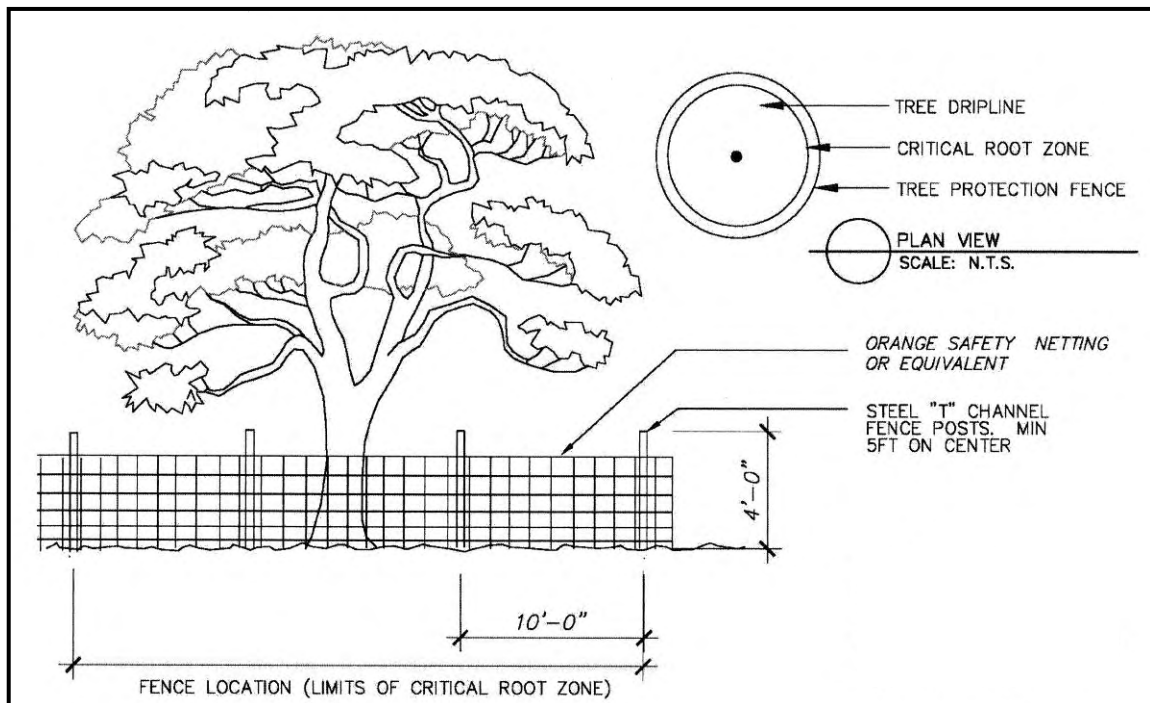 TREE DRIPLINE
CRITICAL ROOT ZONE
TREE PROTECTION FENCE
PLAN VIEW
SCALE: N.T.S.
ORANGE SAFETY NETTING
OR EQUIVALENT
STEEL "T" CHANNEL
FENCE POSTS. MIN
5FT ON CENTER
4'-0"
10'-0"
FENCE LOCATION (LIMITS OF CRITICAL ROOT ZONE)